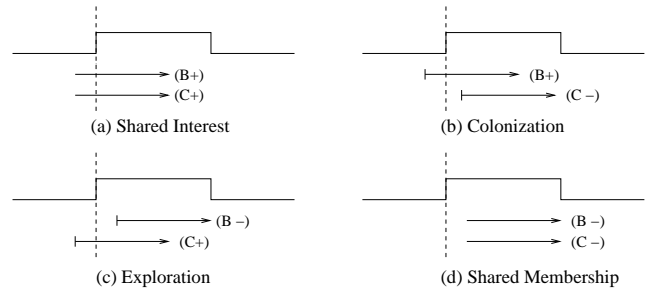 (B+)
(C+)
(a) Shared Interest
(B+)
(C −)
(b) Colonization
(B −)
(C+)
(c) Exploration
(B −)
(C −)
(d) Shared Membership